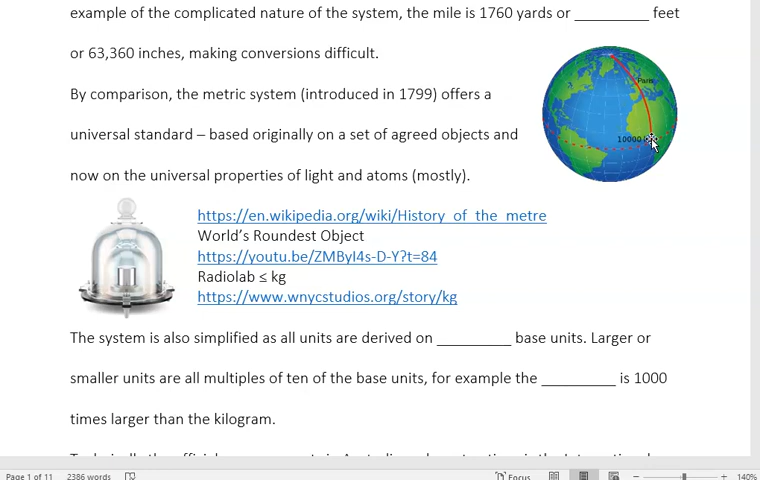 example of the complicated nature of the system, the mile is 1760 yards or _________ feet
or 63,360 inches, making conversions difficult.
By comparison, the metric system (introduced in 1799) offers a
universal standard – based originally on a set of agreed objects and
now on the universal properties of light and atoms (mostly).
Paris
10000
https://en.wikipedia.org/wiki/History_of_the_metre
World’s Roundest Object
https://youtu.be/ZMByI4s-D-Y?t=84
Radiolab ≤ kg
https://www.wnycstudios.org/story/kg
The system is also simplified as all units are derived on _________ base units. Larger or
smaller units are all multiples of ten of the base units, for example the _________ is 1000
times larger than the kilogram.
Page 1 of 11 2386 words Focus 140%